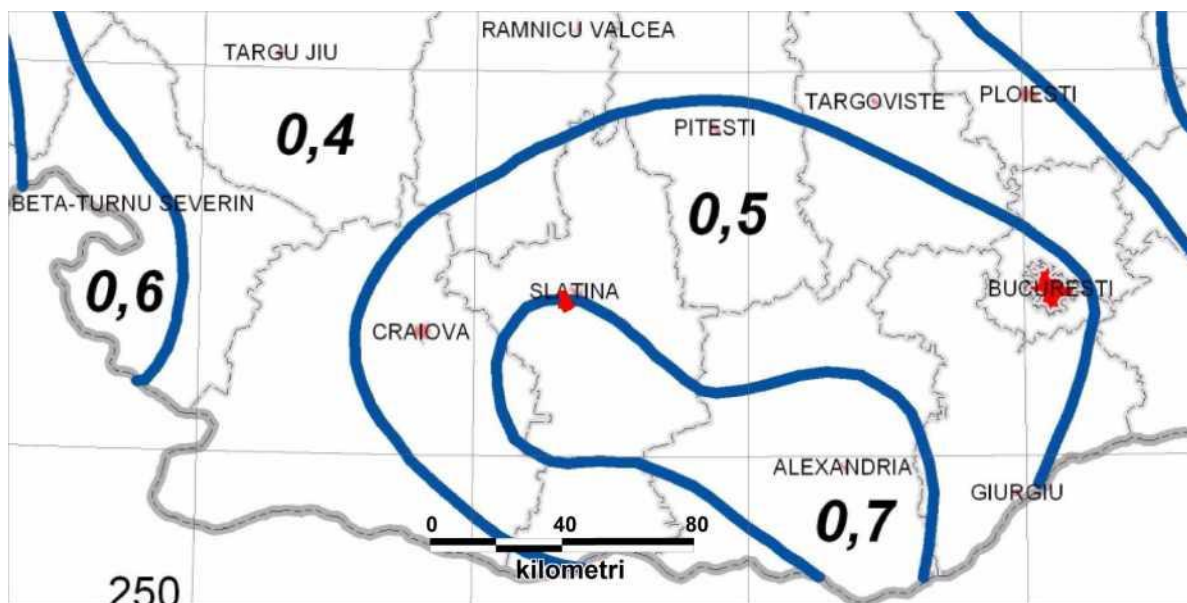 RAMNICU VALCEA
TARGU JIU
TARGOVISTE
PLOIESTI
PITESTI
0,4
BETA-TURNU SEVERIN
0,5
0,6
SLATINA
BUCURESTI
CRAIOVA
ALEXANDRIA
GIURGIU
0,7
0 40 80
kilometri
250